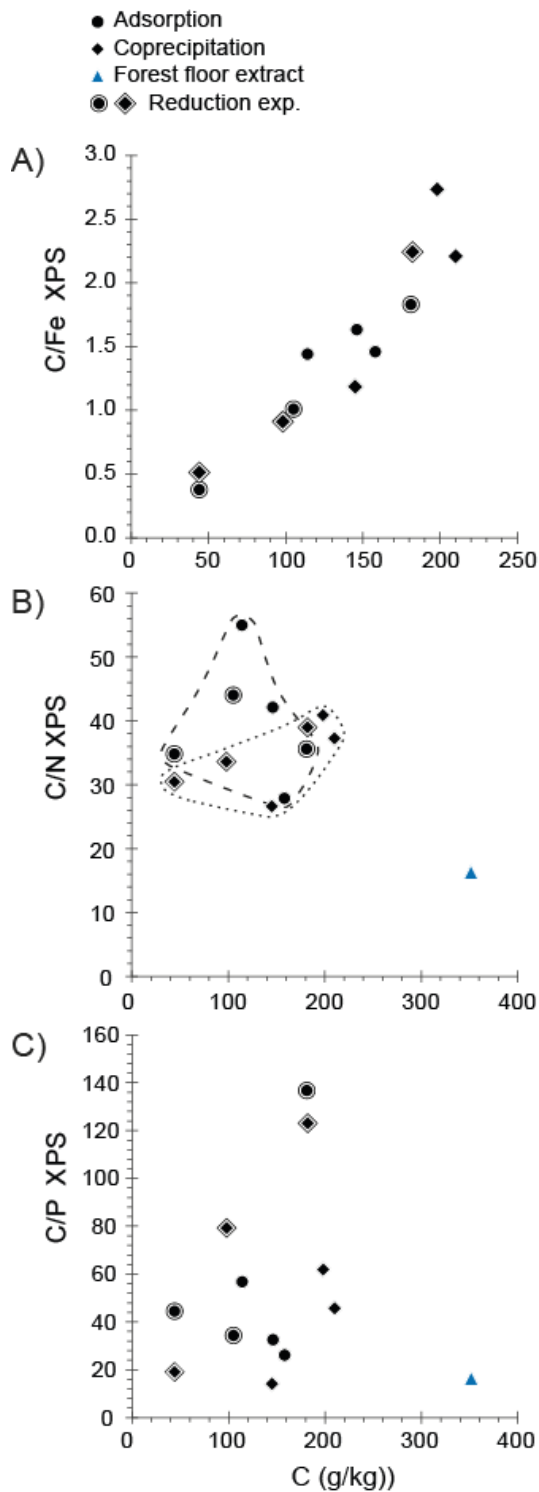 Adsorption
Coprecipitation
Forest floor extract
Reduction exp.
A)
C/Fe XPS
3.0
2.5
2.0
1.5
1.0
0.5
0.0
0 50 100 150 200 250
B)
C/N XPS
60
50
40
30
20
10
0
0 100 200 300 400
C)
C/P XPS
160
140
120
100
80
60
40
20
0
0 100 200 300 400
C (g/kg))